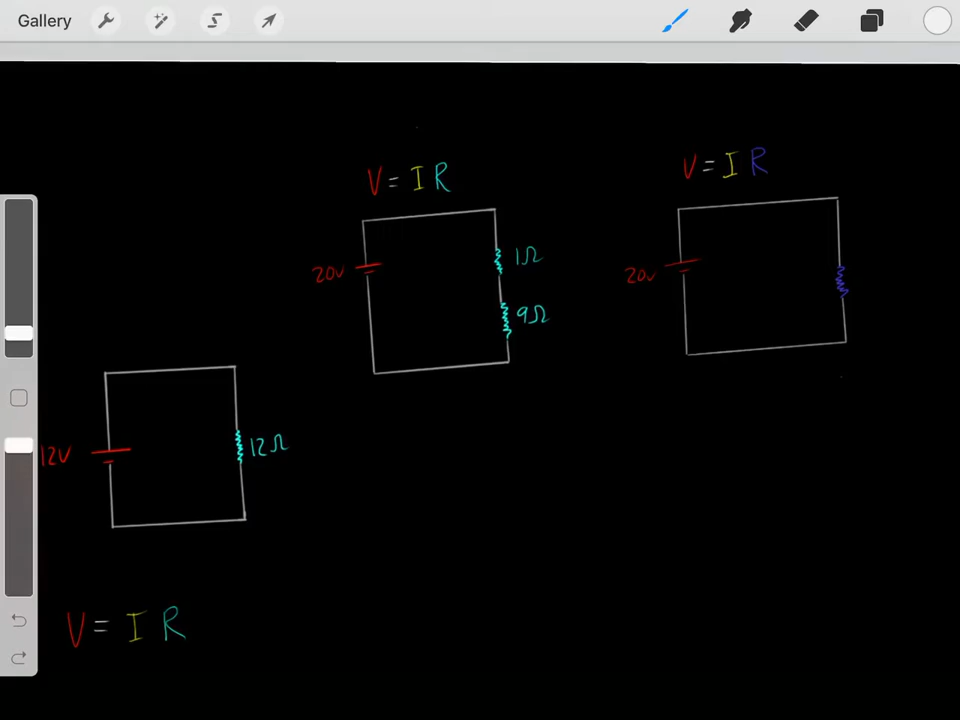 Gallery
V = I R
V = I R
20V
1Ω
9Ω
20V
12V
12Ω
V = I R